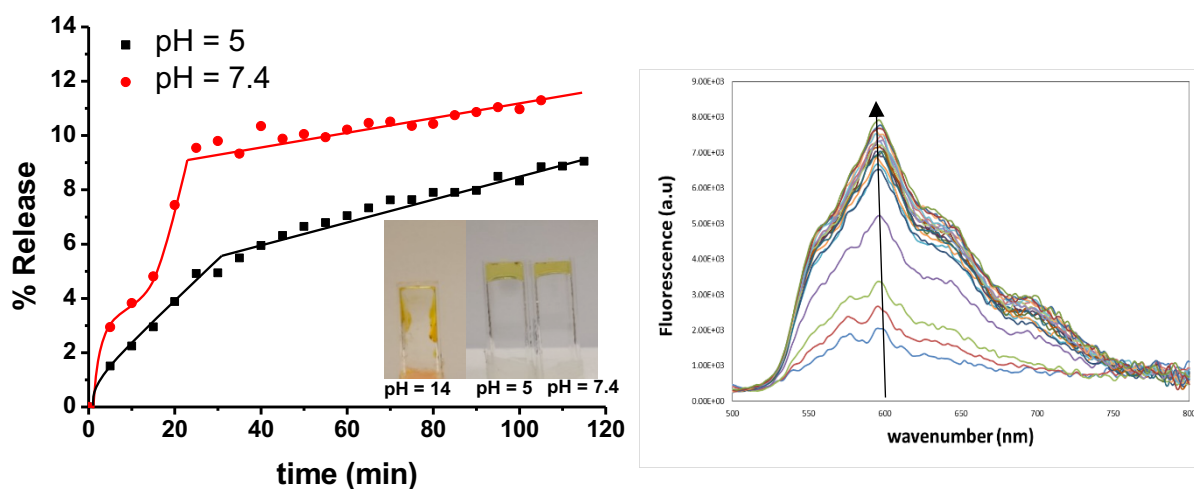 14
12
10
8
6
4
2
0
% Release
pH = 5
pH = 7.4
pH = 14 pH = 5 pH = 7.4
0 20 40 60 80 100 120
time (min)
9.00E+03
8.00E+03
7.00E+03
6.00E+03
5.00E+03
4.00E+03
3.00E+03
2.00E+03
1.00E+03
0.00E+00
Fluorescence (a.u)
500 550 600 650 700 750 800
wavenumber (nm)